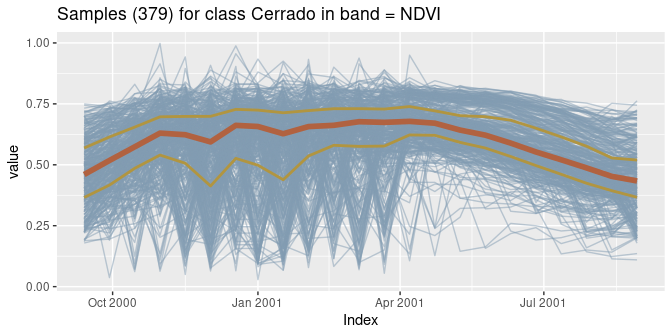 Samples (379) for class Cerrado in band = NDVI
1.00
0.75
0.50
0.25
0.00
value
Oct 2000 Jan 2001 Apr 2001 Jul 2001
Index